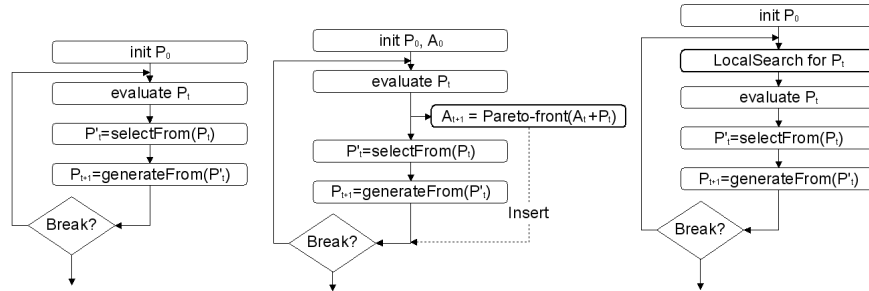 init P₀
evaluate Pₜ
P'ₜ=selectFrom(Pₜ)
Pₜ₊₁=generateFrom(P'ₜ)
Break?
init P₀, A₀
evaluate Pₜ
Aₜ₊₁ = Pareto-front(Aₜ+Pₜ)
P'ₜ=selectFrom(Pₜ)
Pₜ₊₁=generateFrom(P'ₜ)
Insert
Break?
init P₀
LocalSearch for Pₜ
evaluate Pₜ
P'ₜ=selectFrom(Pₜ)
Pₜ₊₁=generateFrom(P'ₜ)
Break?